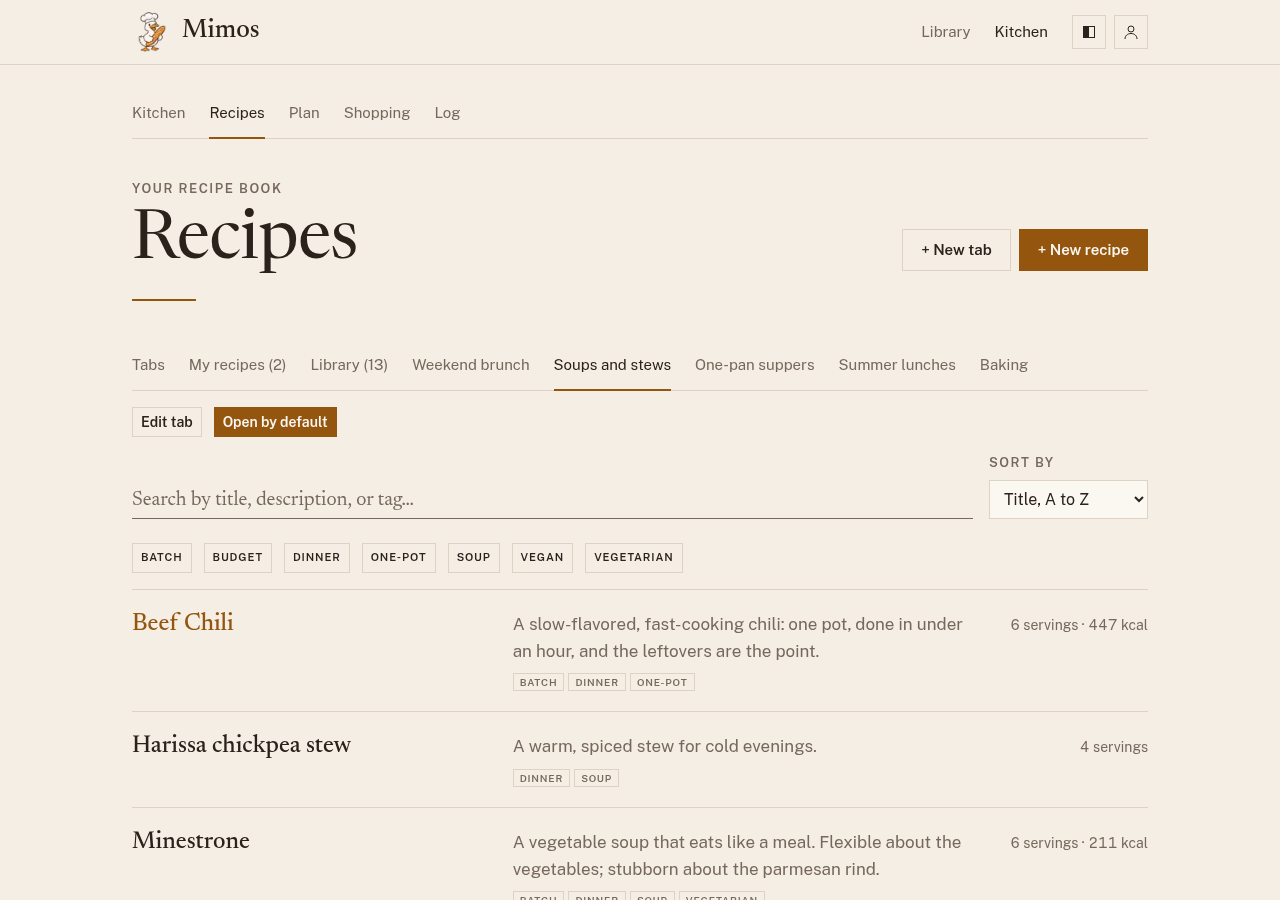 Mimos
Library Kitchen
Kitchen Recipes Plan Shopping Log
YOUR RECIPE BOOK
Recipes
+ New tab + New recipe
Tabs My recipes (2) Library (13) Weekend brunch Soups and stews One-pan suppers Summer lunches Baking
Edit tab Open by default
SORT BY
Search by title, description, or tag... Title, A to Z
BATCH BUDGET DINNER ONE-POT SOUP VEGAN VEGETARIAN
Beef Chili A slow-flavored, fast-cooking chili: one pot, done in under 6 servings · 447 kcal
an hour, and the leftovers are the point.
BATCH DINNER ONE-POT
Harissa chickpea stew A warm, spiced stew for cold evenings. 4 servings
DINNER SOUP
Minestrone A vegetable soup that eats like a meal. Flexible about the 6 servings · 211 kcal
vegetables; stubborn about the parmesan rind.
BATCH DINNER SOUP VEGETARIAN